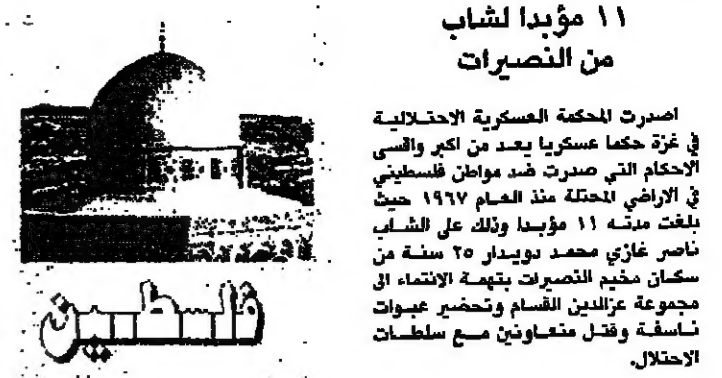 ١١ مؤبدا لشاب
من النصيرات
اصدرت المحكمة العسكرية الاحتلالية
في غزة حكما عسكريا يعد من اكبر واقسى
الاحكام التي صدرت ضد مواطن فلسطيني
في الاراضي المحتلة منذ العام ١٩٦٧ حيث
بلغت مدته ١١ مؤبدا وذلك على الشاب
ناصر غازي محمد دويدار ٢٥ سنة من
سكان مخيم النصيرات بتهمة الانتماء الى
مجموعة عزالدين القسام وتحضير عبوات
ناسفة وقتل متعاونين مع سلطات
الاحتلال.
فلسطين